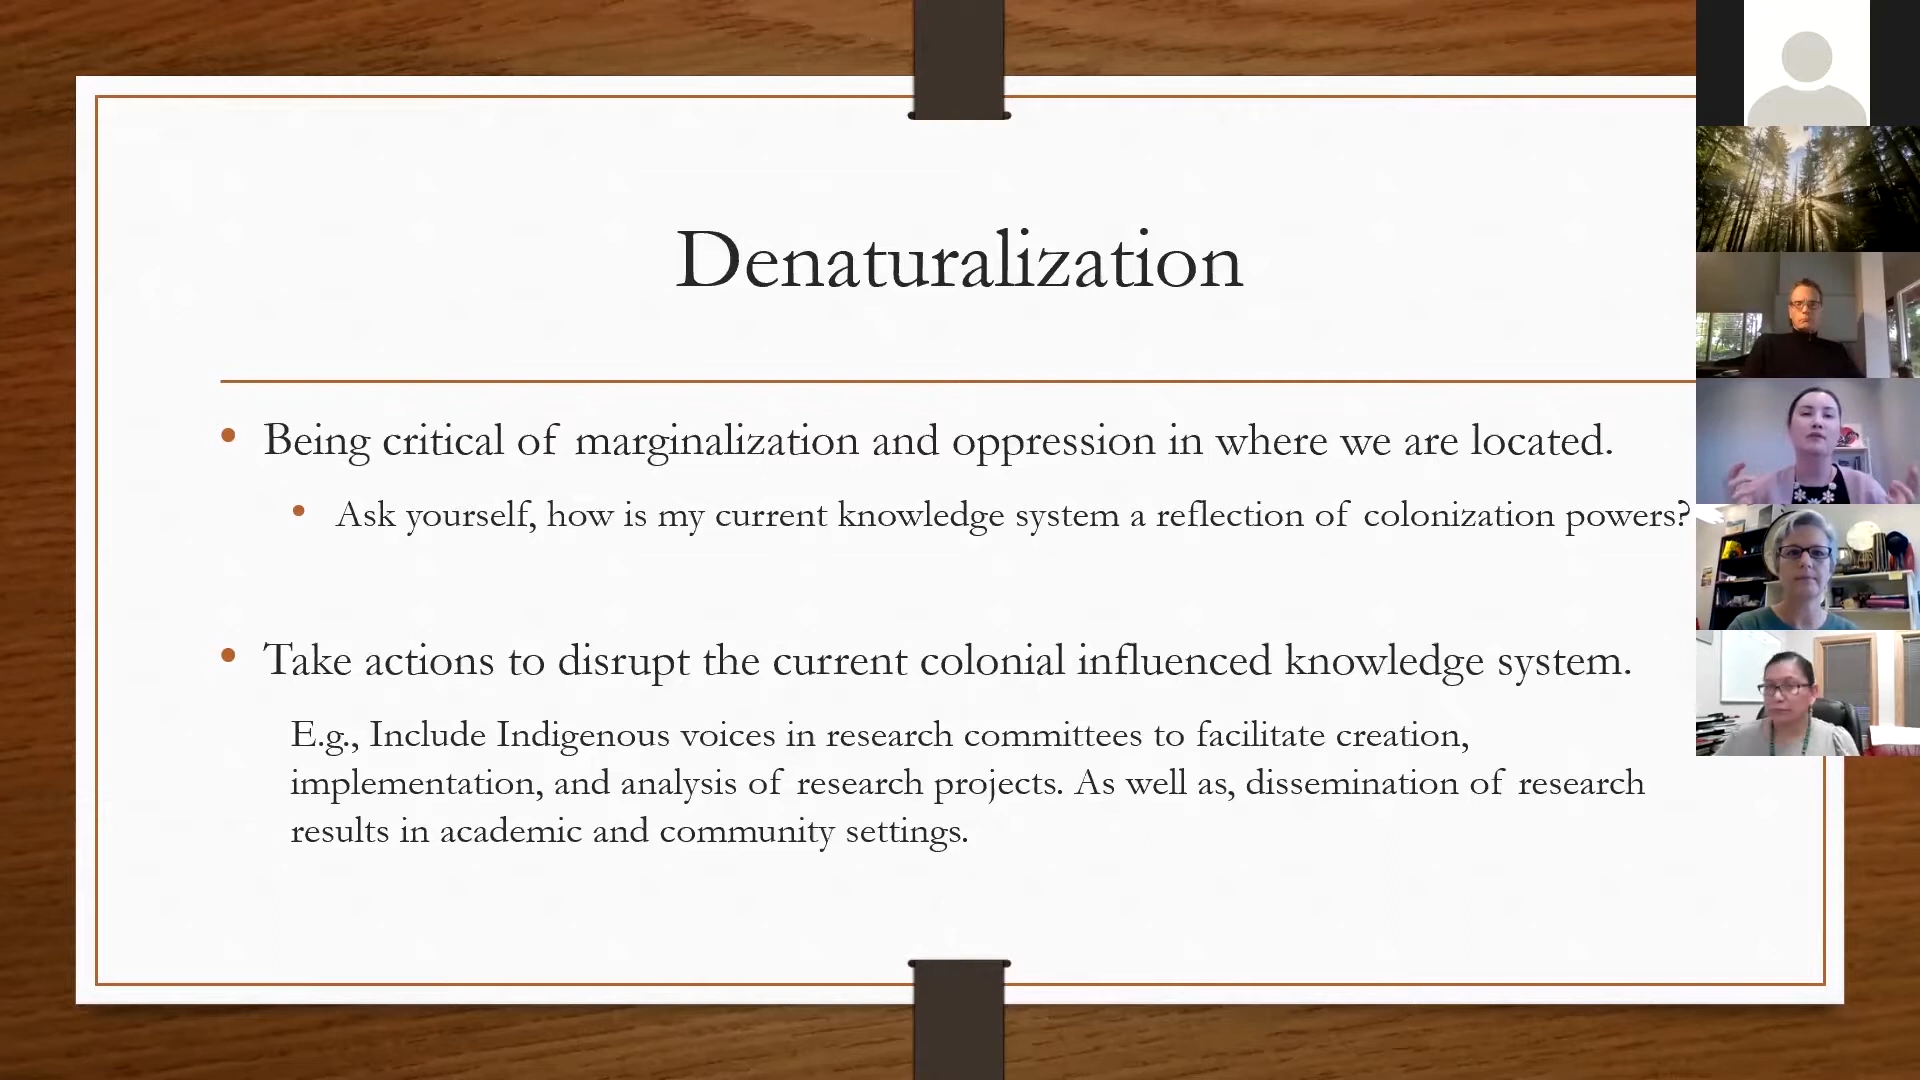 Denaturalization
• Being critical of marginalization and oppression in where we are located.
• Ask yourself, how is my current knowledge system a reflection of colonization powers?
• Take actions to disrupt the current colonial influenced knowledge system.
E.g., Include Indigenous voices in research committees to facilitate creation,
implementation, and analysis of research projects. As well as, dissemination of research
results in academic and community settings.